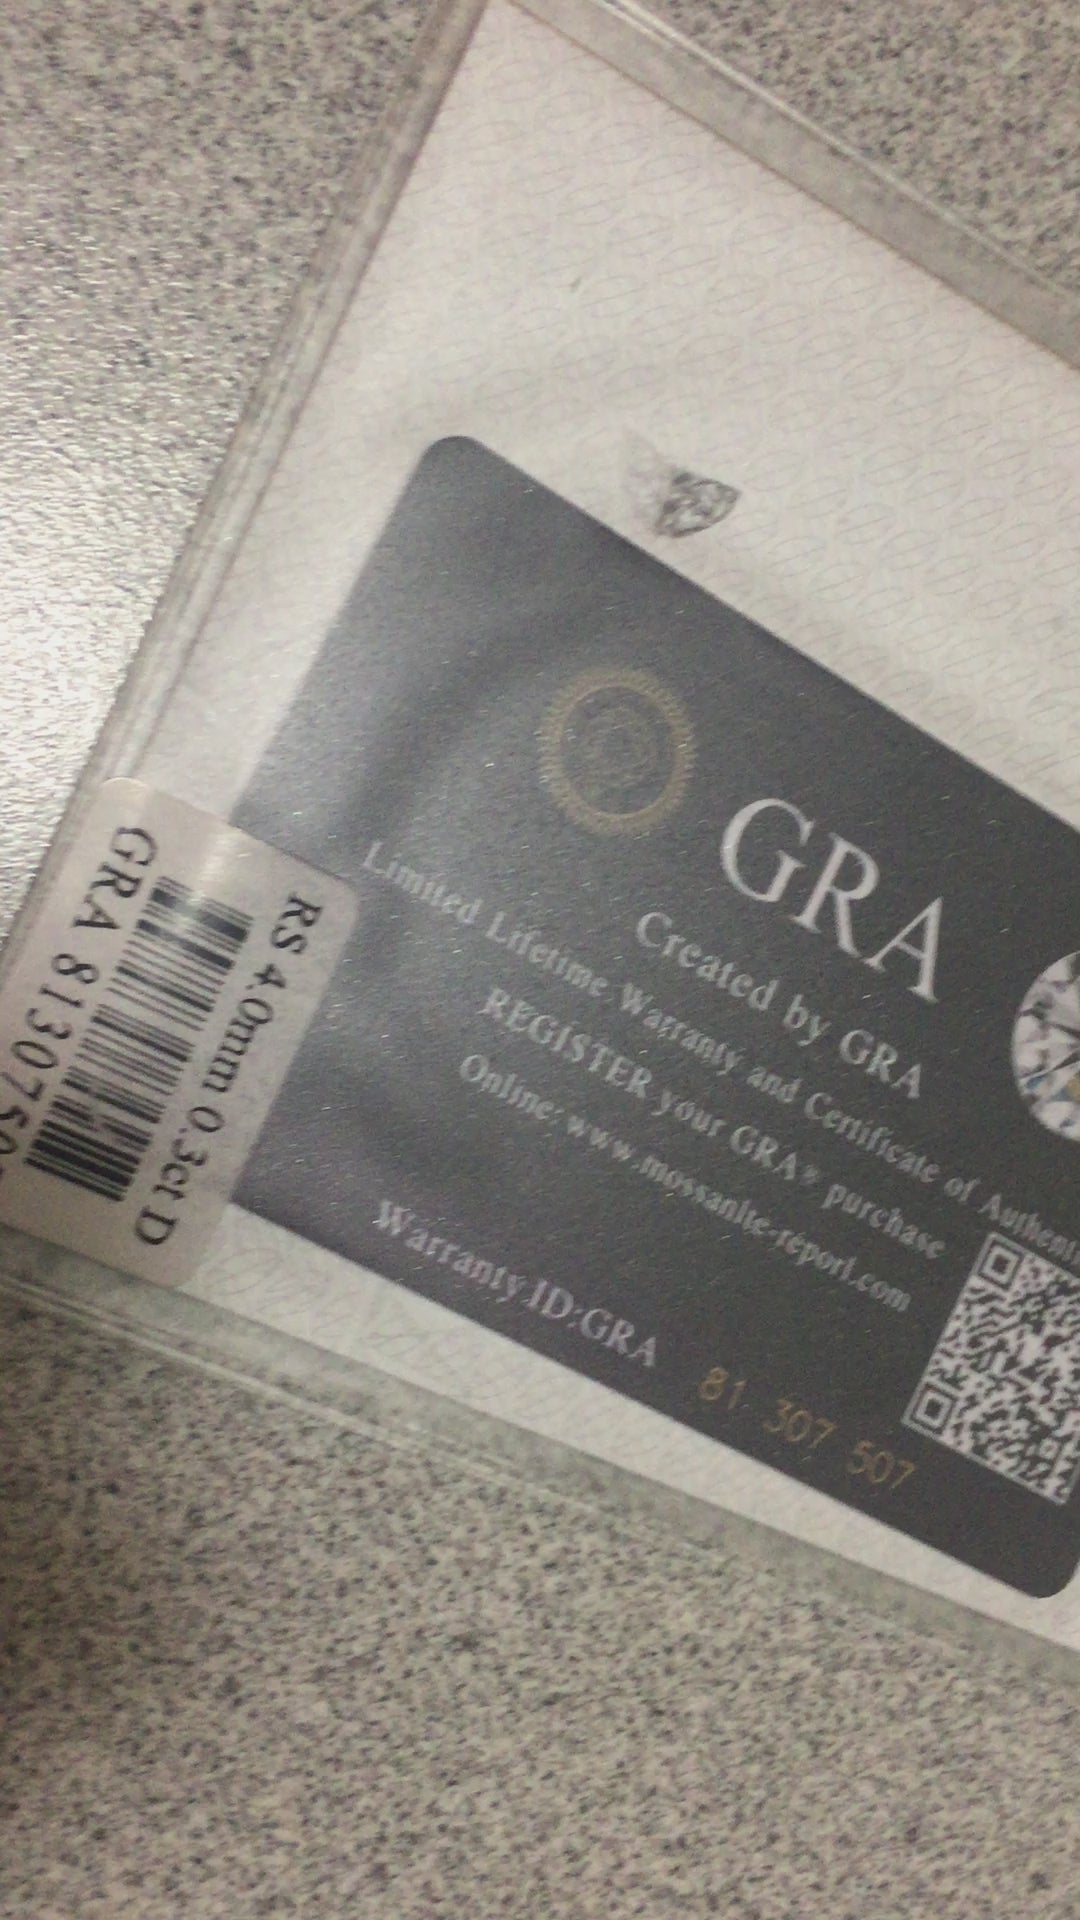 GRA
Created by GRA
Limited Lifetime Warranty and Certificate of
REGISTER your GRA® purchase
Online: www.mossanite-report.com
Warranty ID:GRA 81 307 507
RS 4.0mm 0.3ct D
GRA